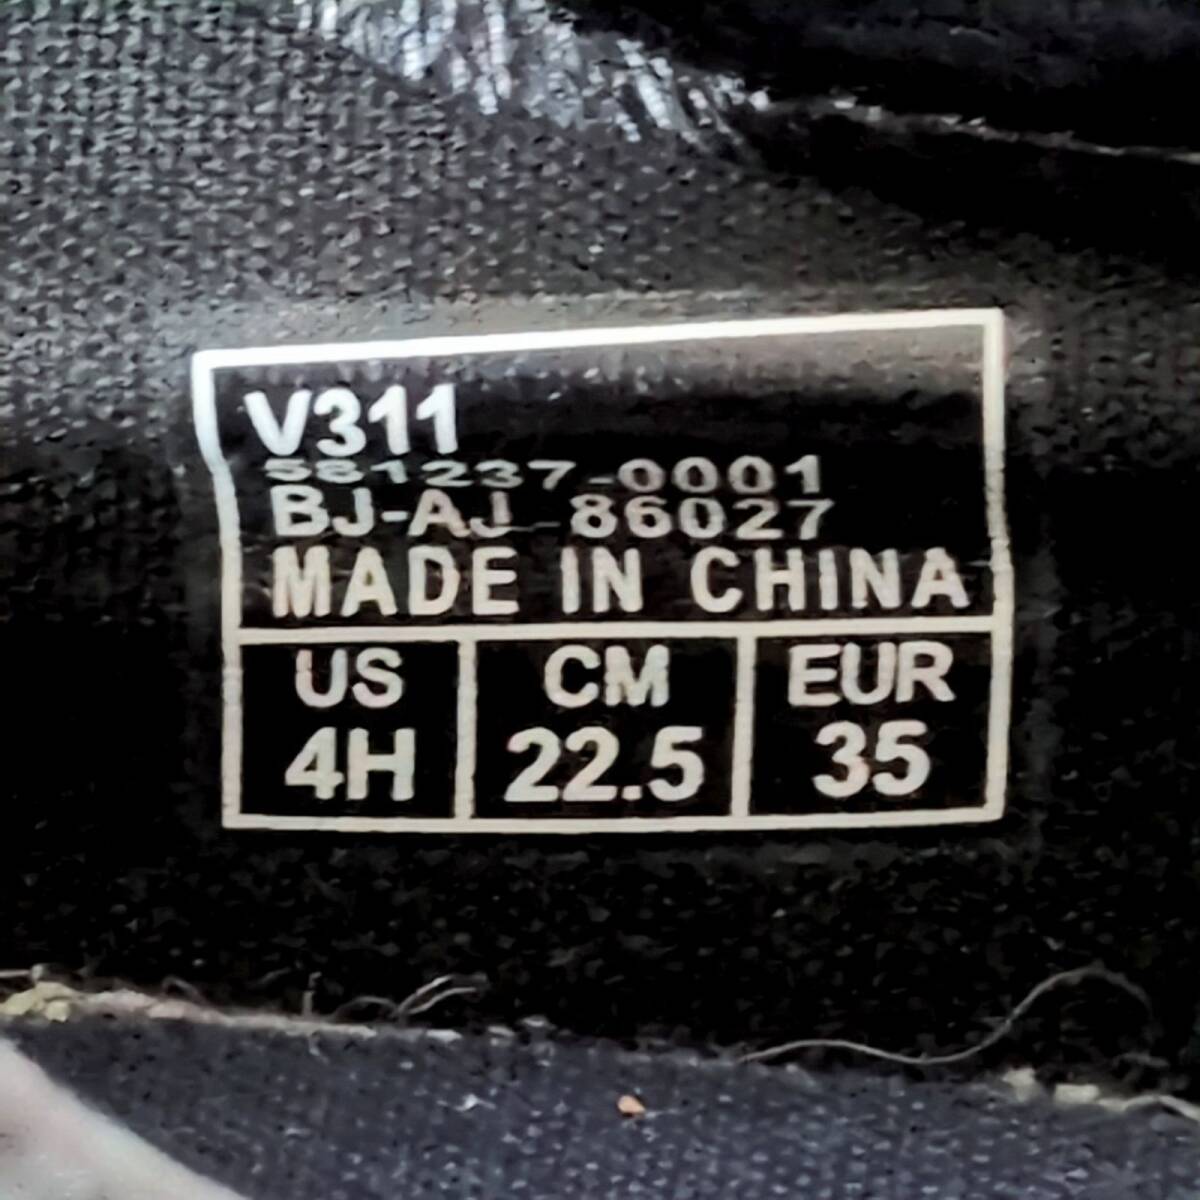 V311
581237-0001
BJ-AJ-86027
MADE IN CHINA
US CM EUR
4H 22.5 35